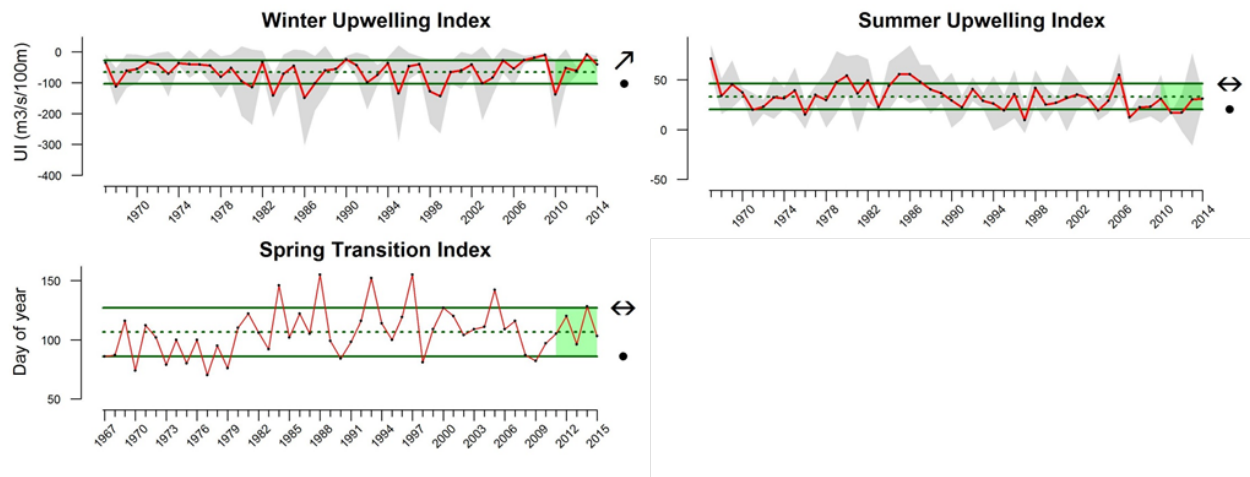 Winter Upwelling Index
UI (m3/s/100m)
0
-100
-200
-300
-400
1970 1974 1978 1982 1986 1990 1994 1998 2002 2006 2010 2014
Summer Upwelling Index
50
0
-50
1970 1974 1978 1982 1986 1990 1994 1998 2002 2006 2010 2014
Spring Transition Index
Day of year
150
100
50
1967 1970 1973 1976 1979 1982 1985 1988 1991 1994 1997 2000 2003 2006 2009 2012 2015